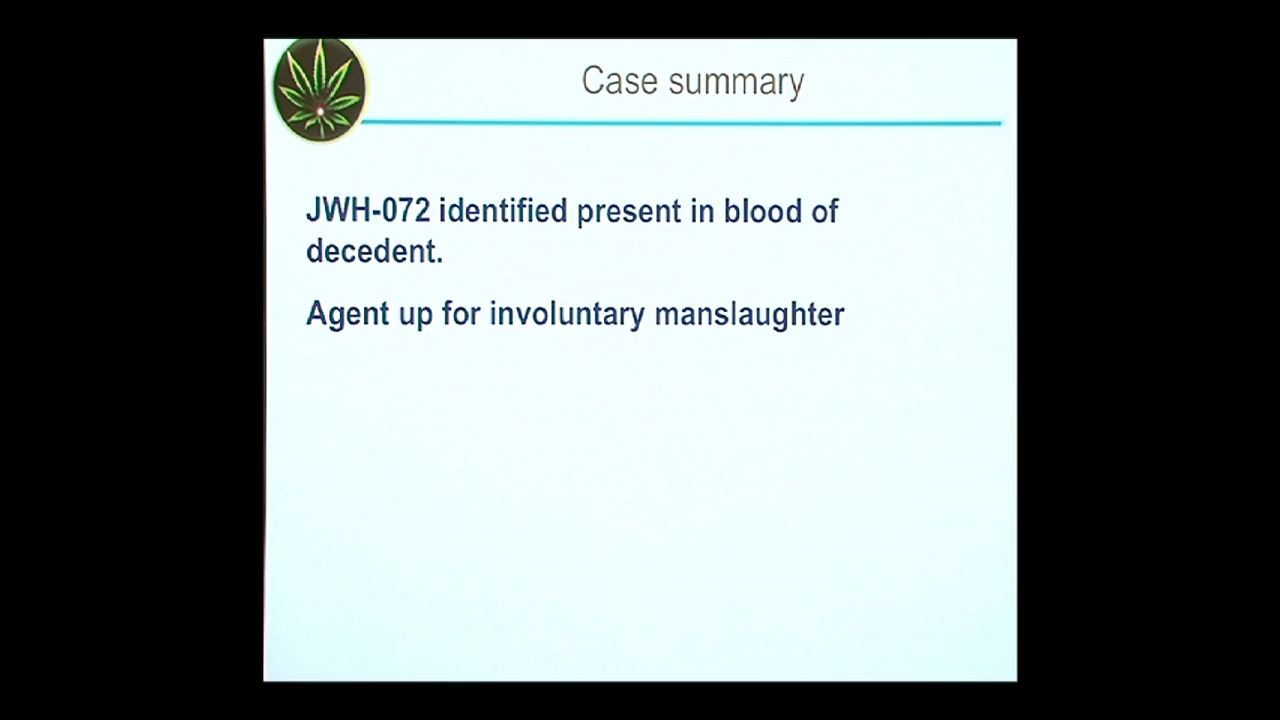 Case summary
JWH-072 identified present in blood of
decedent.
Agent up for involuntary manslaughter